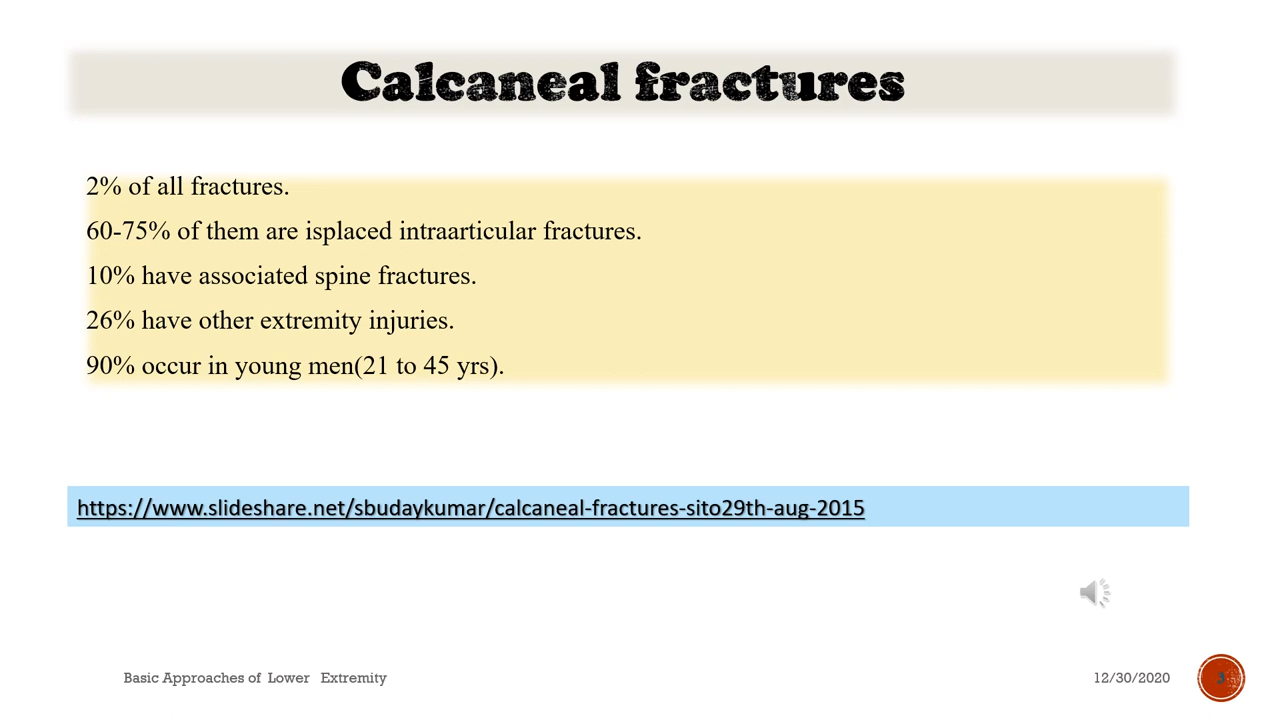 Calcaneal fractures
2% of all fractures.
60-75% of them are isplaced intraarticular fractures.
10% have associated spine fractures.
26% have other extremity injuries.
90% occur in young men(21 to 45 yrs).
https://www.slideshare.net/sbudaykumar/calcaneal-fractures-sito29th-aug-2015
Basic Approaches of Lower Extremity
12/30/2020
3